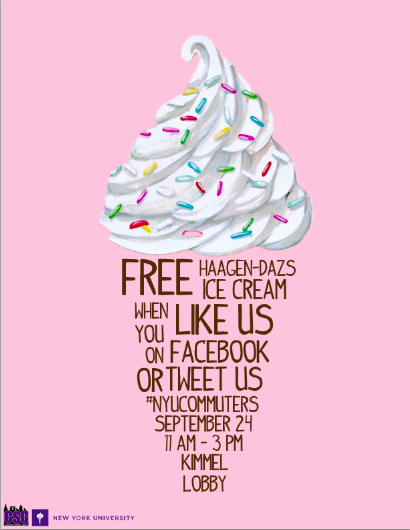 FREE HAAGEN-DAZS
ICE CREAM
WHEN
YOU LIKE US
ON FACEBOOK
OR TWEET US
#NYUCOMMUTERS
SEPTEMBER 24
11 AM - 3 PM
KIMMEL
LOBBY
CSC
NEW YORK UNIVERSITY